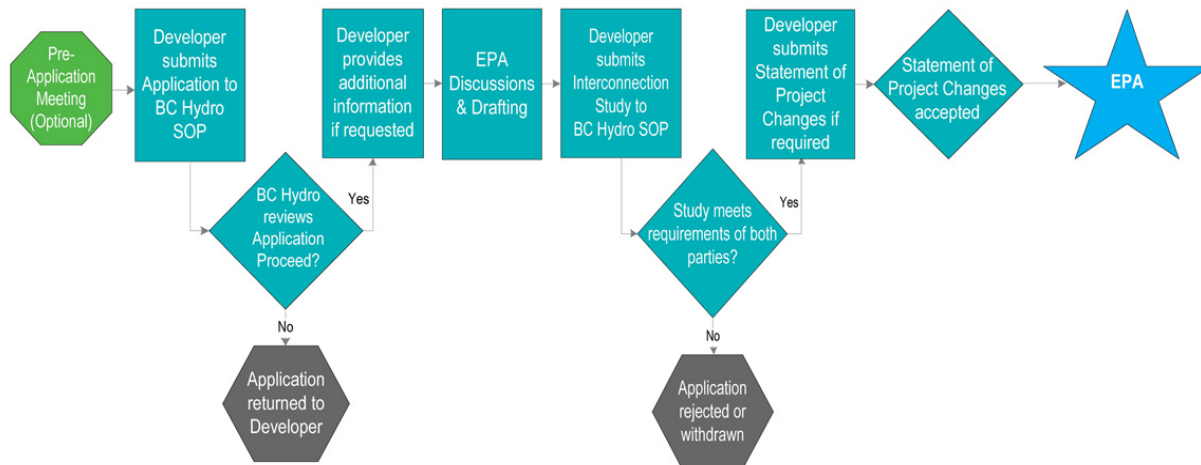 Pre-
Application
Meeting
(Optional)
Developer
submits
Application to
BC Hydro
SOP
BC Hydro
reviews
Application
Proceed?
Yes
No
Application
returned to
Developer
Developer
provides
additional
information
if requested
EPA
Discussions
& Drafting
Developer
submits
Interconnection
Study to
BC Hydro SOP
Study meets
requirements of both
parties?
Yes
No
Application
rejected or
withdrawn
Developer
submits
Statement of
Project
Changes if
required
Statement of
Project Changes
accepted
EPA